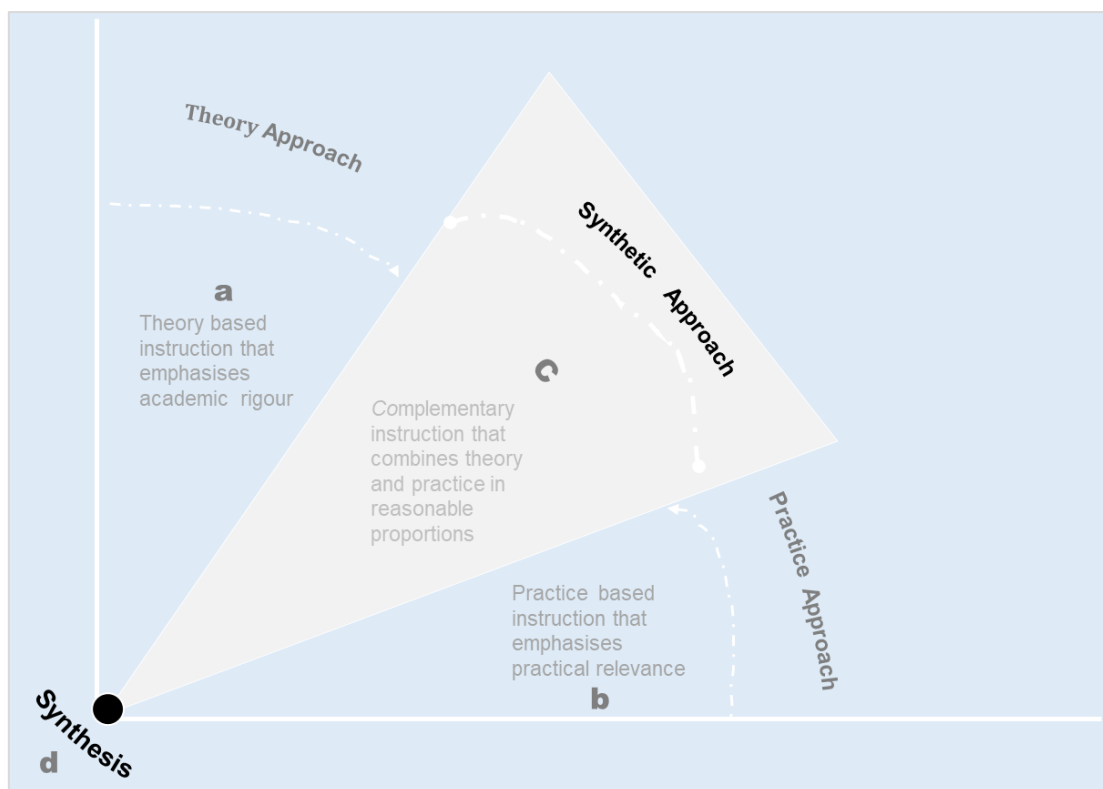 Theory Approach
a
Theory based
instruction that
emphasises
academic rigour
Synthetic Approach
c
Complementary
instruction that
combines theory
and practice in
reasonable
proportions
Practice Approach
Practice based
instruction that
emphasises
practical relevance
b
Synthesis
d